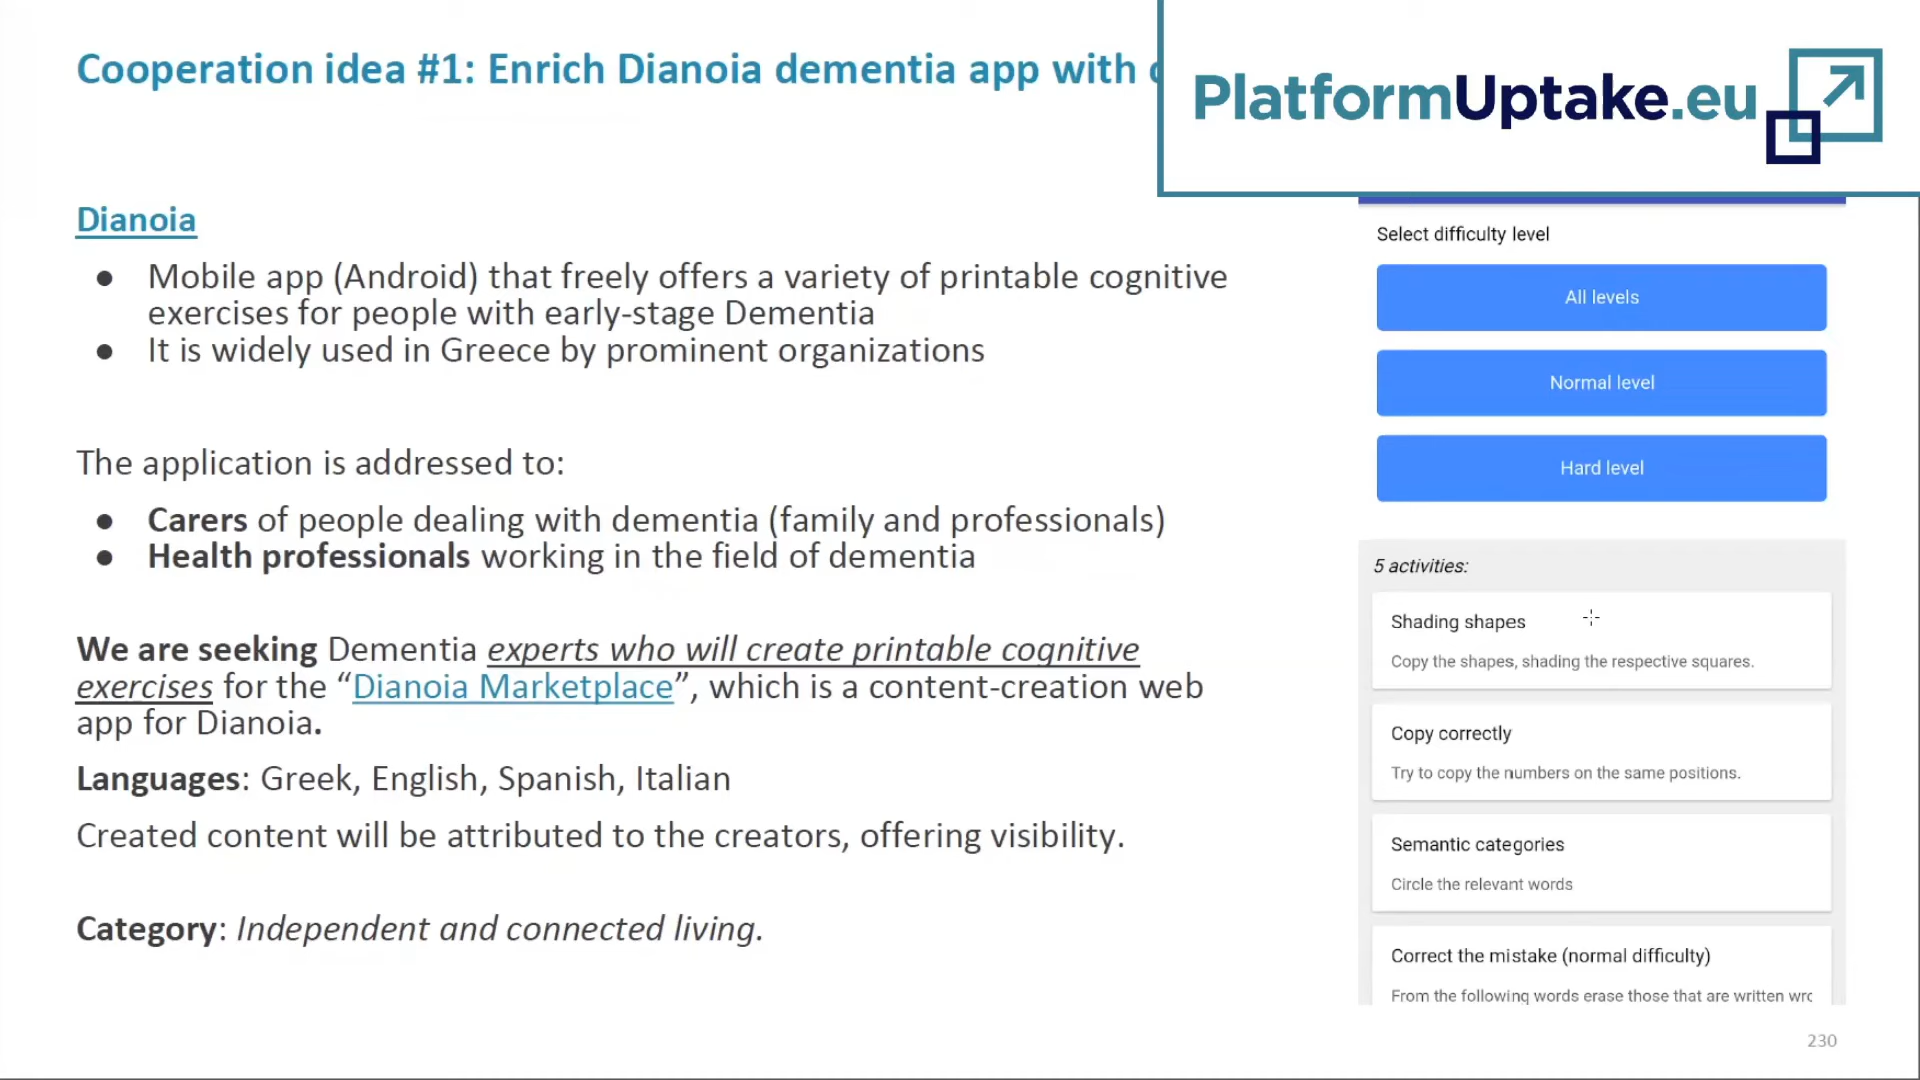 Cooperation idea #1: Enrich Dianoia dementia app with
PlatformUptake.eu
Dianoia
● Mobile app (Android) that freely offers a variety of printable cognitive
exercises for people with early-stage Dementia
● It is widely used in Greece by prominent organizations
The application is addressed to:
● Carers of people dealing with dementia (family and professionals)
● Health professionals working in the field of dementia
We are seeking Dementia experts who will create printable cognitive
exercises for the “Dianoia Marketplace”, which is a content-creation web
app for Dianoia.
Languages: Greek, English, Spanish, Italian
Created content will be attributed to the creators, offering visibility.
Category: Independent and connected living.
Select difficulty level
All levels
Normal level
Hard level
5 activities:
Shading shapes
Copy the shapes, shading the respective squares.
Copy correctly
Try to copy the numbers on the same positions.
Semantic categories
Circle the relevant words
Correct the mistake (normal difficulty)
From the following words erase those that are written
230